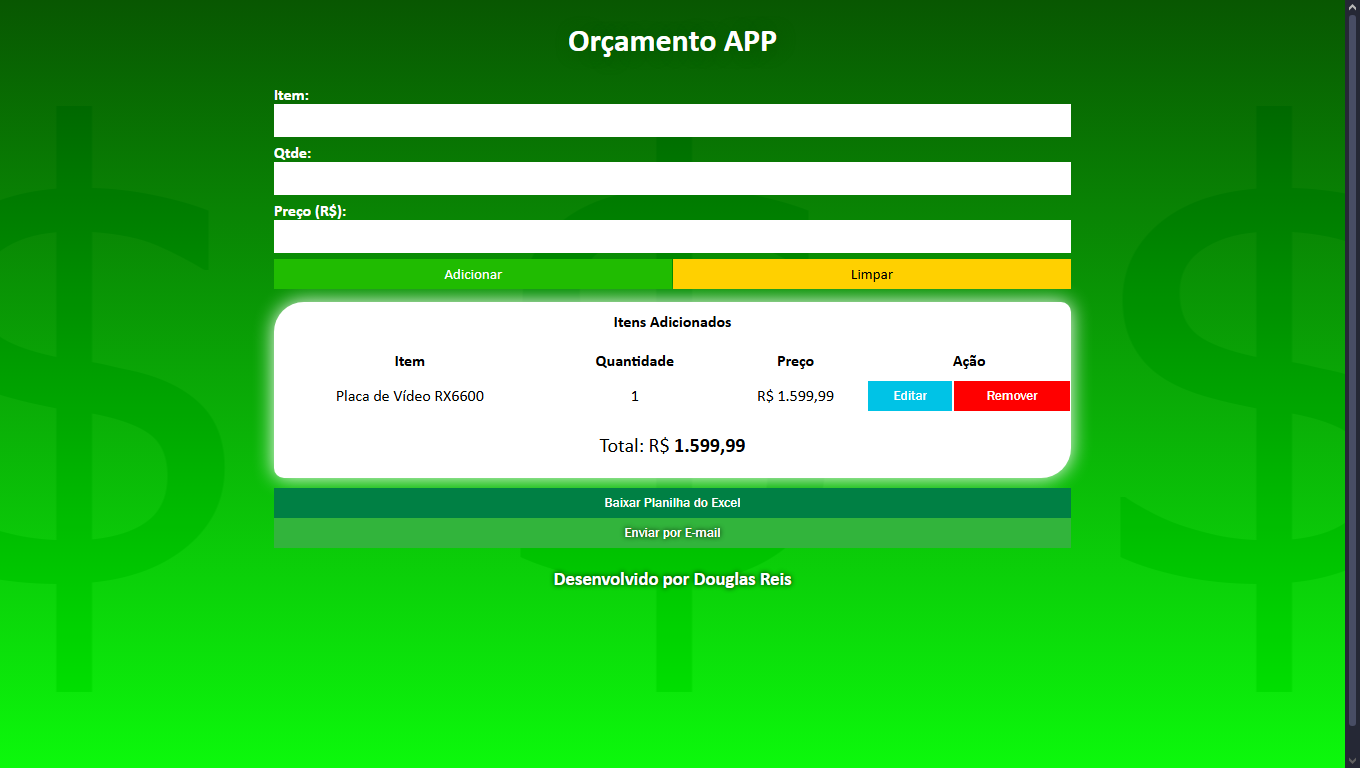 Orçamento APP
Item:
Qtde:
Preço (R$):
Adicionar Limpar
Itens Adicionados
Item Quantidade Preço Ação
Placa de Vídeo RX6600 1 R$ 1.599,99 Editar Remover
Total: R$ 1.599,99
Baixar Planilha do Excel
Enviar por E-mail
Desenvolvido por Douglas Reis